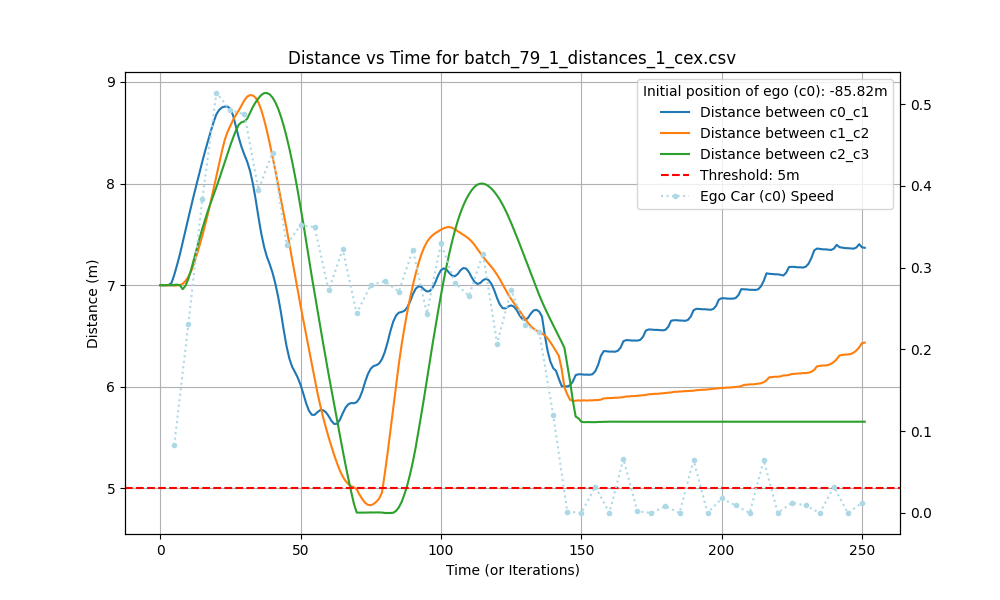 Distance vs Time for batch_79_1_distances_1_cex.csv
Initial position of ego (c0): -85.82m
Distance between c0_c1
Distance between c1_c2
Distance between c2_c3
Threshold: 5m
Ego Car (c0) Speed
Distance (m)
9
8
7
6
5
0.5
0.4
0.3
0.2
0.1
0.0
0 50 100 150 200 250
Time (or Iterations)